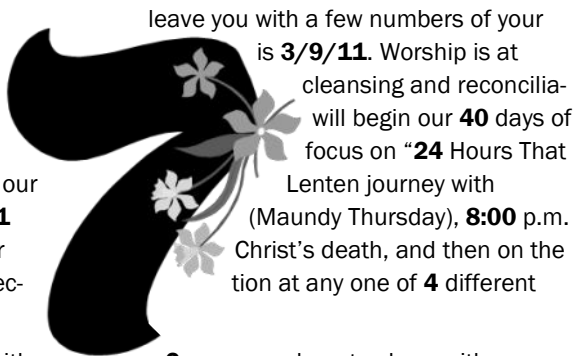 leave you with a few numbers of your
is 3/9/11. Worship is at
cleansing and reconcilia-
will begin our 40 days of
focus on “24 Hours That
our Lenten journey with
1 (Maundy Thursday), 8:00 p.m.
r Christ’s death, and then on the
ec- tion at any one of 4 different
7